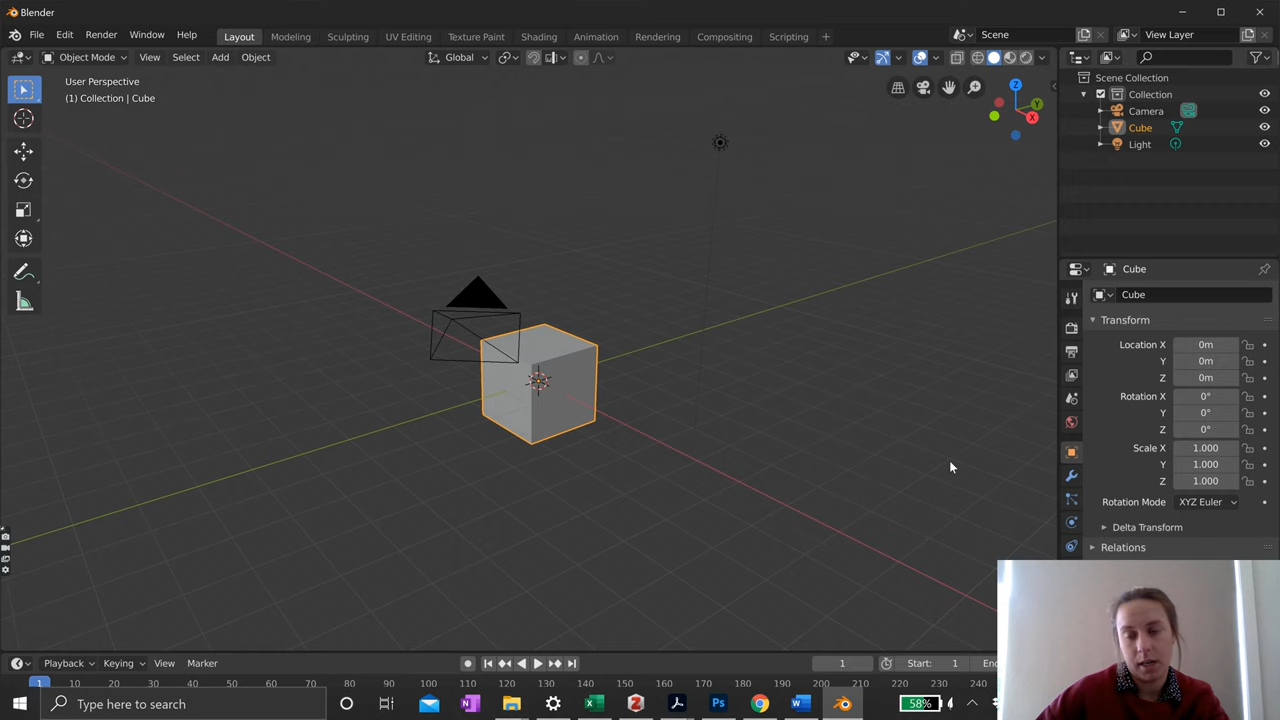 Blender
File Edit Render Window Help Layout Modeling Sculpting UV Editing Texture Paint Shading Animation Rendering Compositing Scripting + Scene View Layer
Object Mode View Select Add Object Global
User Perspective
(1) Collection | Cube
Z
Y
X
Scene Collection
Collection
Camera
Cube
Light
Cube
Cube
Transform
Location X 0m
Y 0m
Z 0m
Rotation X 0°
Y 0°
Z 0°
Scale X 1.000
Y 1.000
Z 1.000
Rotation Mode XYZ Euler
Delta Transform
Relations
Playback Keying View Marker 1 Start: 1 En
1 10 20 30 40 50 60 70 80 90 100 110 120 130 140 150 160 170 180 190 200 210 220
Type here to search 58%